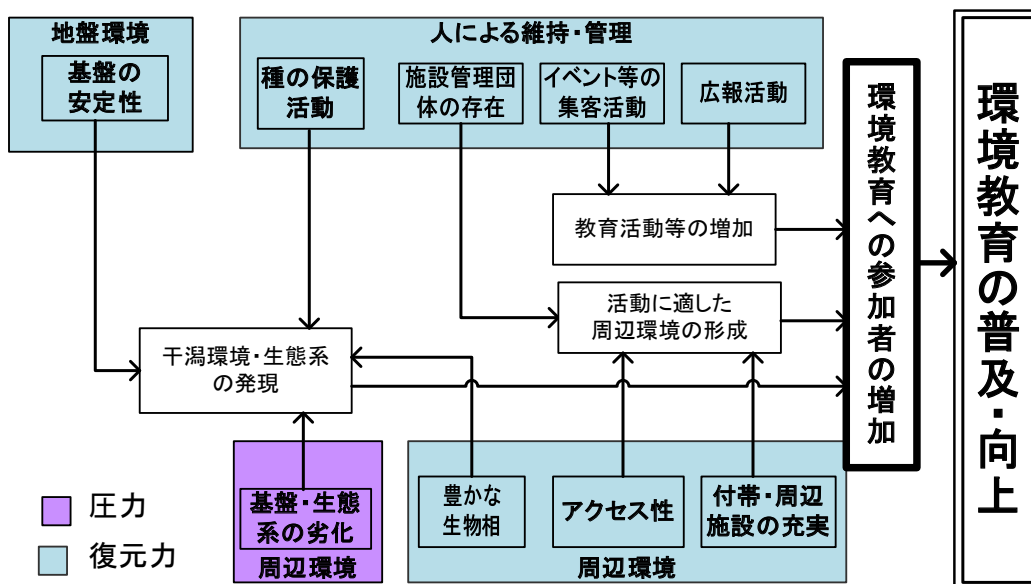 地盤環境
基盤の
安定性
人による維持・管理
種の保護
活動
施設管理団
体の存在
イベント等の
集客活動
広報活動
教育活動等の増加
活動に適した
周辺環境の形成
干潟環境・生態系
の発現
環境教育への参加者の増加
環境教育の普及・向上
基盤・生態
系の劣化
周辺環境
豊かな
生物相
アクセス性
付帯・周辺
施設の充実
周辺環境
圧力
復元力